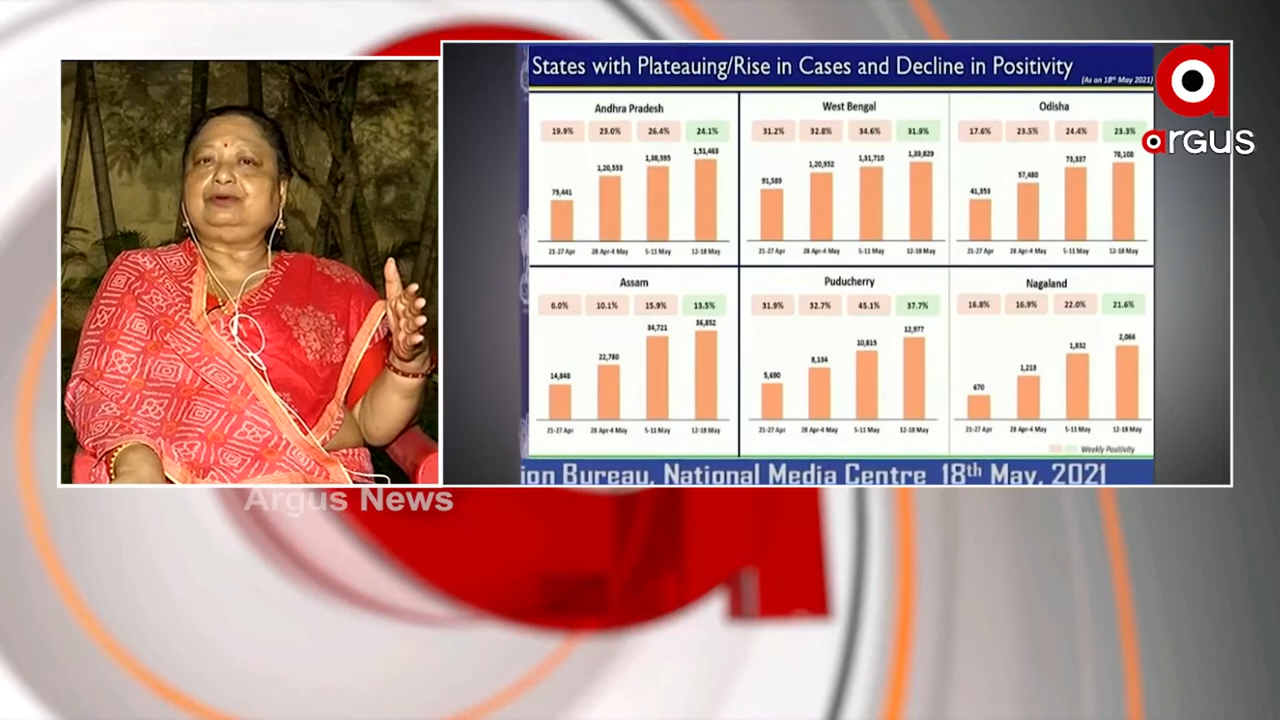 States with Plateauing/Rise in Cases and Decline in Positivity
(As on 18th May 2021)
argus
Andhra Pradesh
19.9% 23.0% 26.4% 24.1%
75,441 1,20,553 1,38,595 1,51,463
21-27 Apr 28 Apr-4 May 5-11 May 12-18 May
West Bengal
31.2% 32.8% 34.6% 31.9%
91,589 1,20,952 1,31,710 1,39,829
21-27 Apr 28 Apr-4 May 5-11 May 12-18 May
Odisha
17.6% 23.5% 24.4% 23.3%
41,353 57,480 73,337 78,108
21-27 Apr 28 Apr-4 May 5-11 May 12-18 May
Assam
6.0% 10.1% 15.9% 13.5%
14,848 22,780 34,721 36,852
21-27 Apr 28 Apr-4 May 5-11 May 12-18 May
Puducherry
31.9% 32.7% 45.1% 37.7%
5,690 8,134 10,815 12,977
21-27 Apr 28 Apr-4 May 5-11 May 12-18 May
Nagaland
16.8% 16.9% 22.0% 21.6%
670 1,213 1,832 2,066
21-27 Apr 28 Apr-4 May 5-11 May 12-18 May
Weekly Positivity
ion Bureau, National Media Centre 18th May, 2021
Argus News